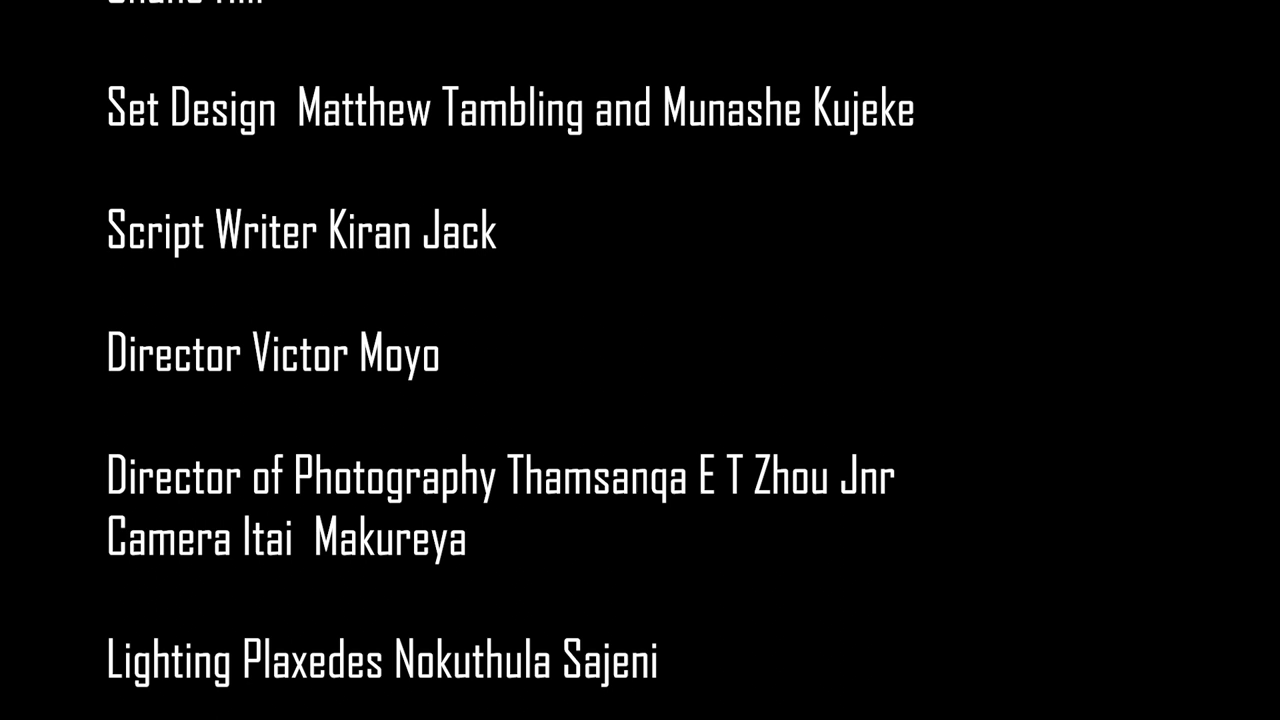 Set Design  Matthew Tambling and Munashe Kujeke
Script Writer Kiran Jack
Director Victor Moyo
Director of Photography Thamsanqa E T Zhou Jnr
Camera Itai  Makureya
Lighting Plaxedes Nokuthula Sajeni